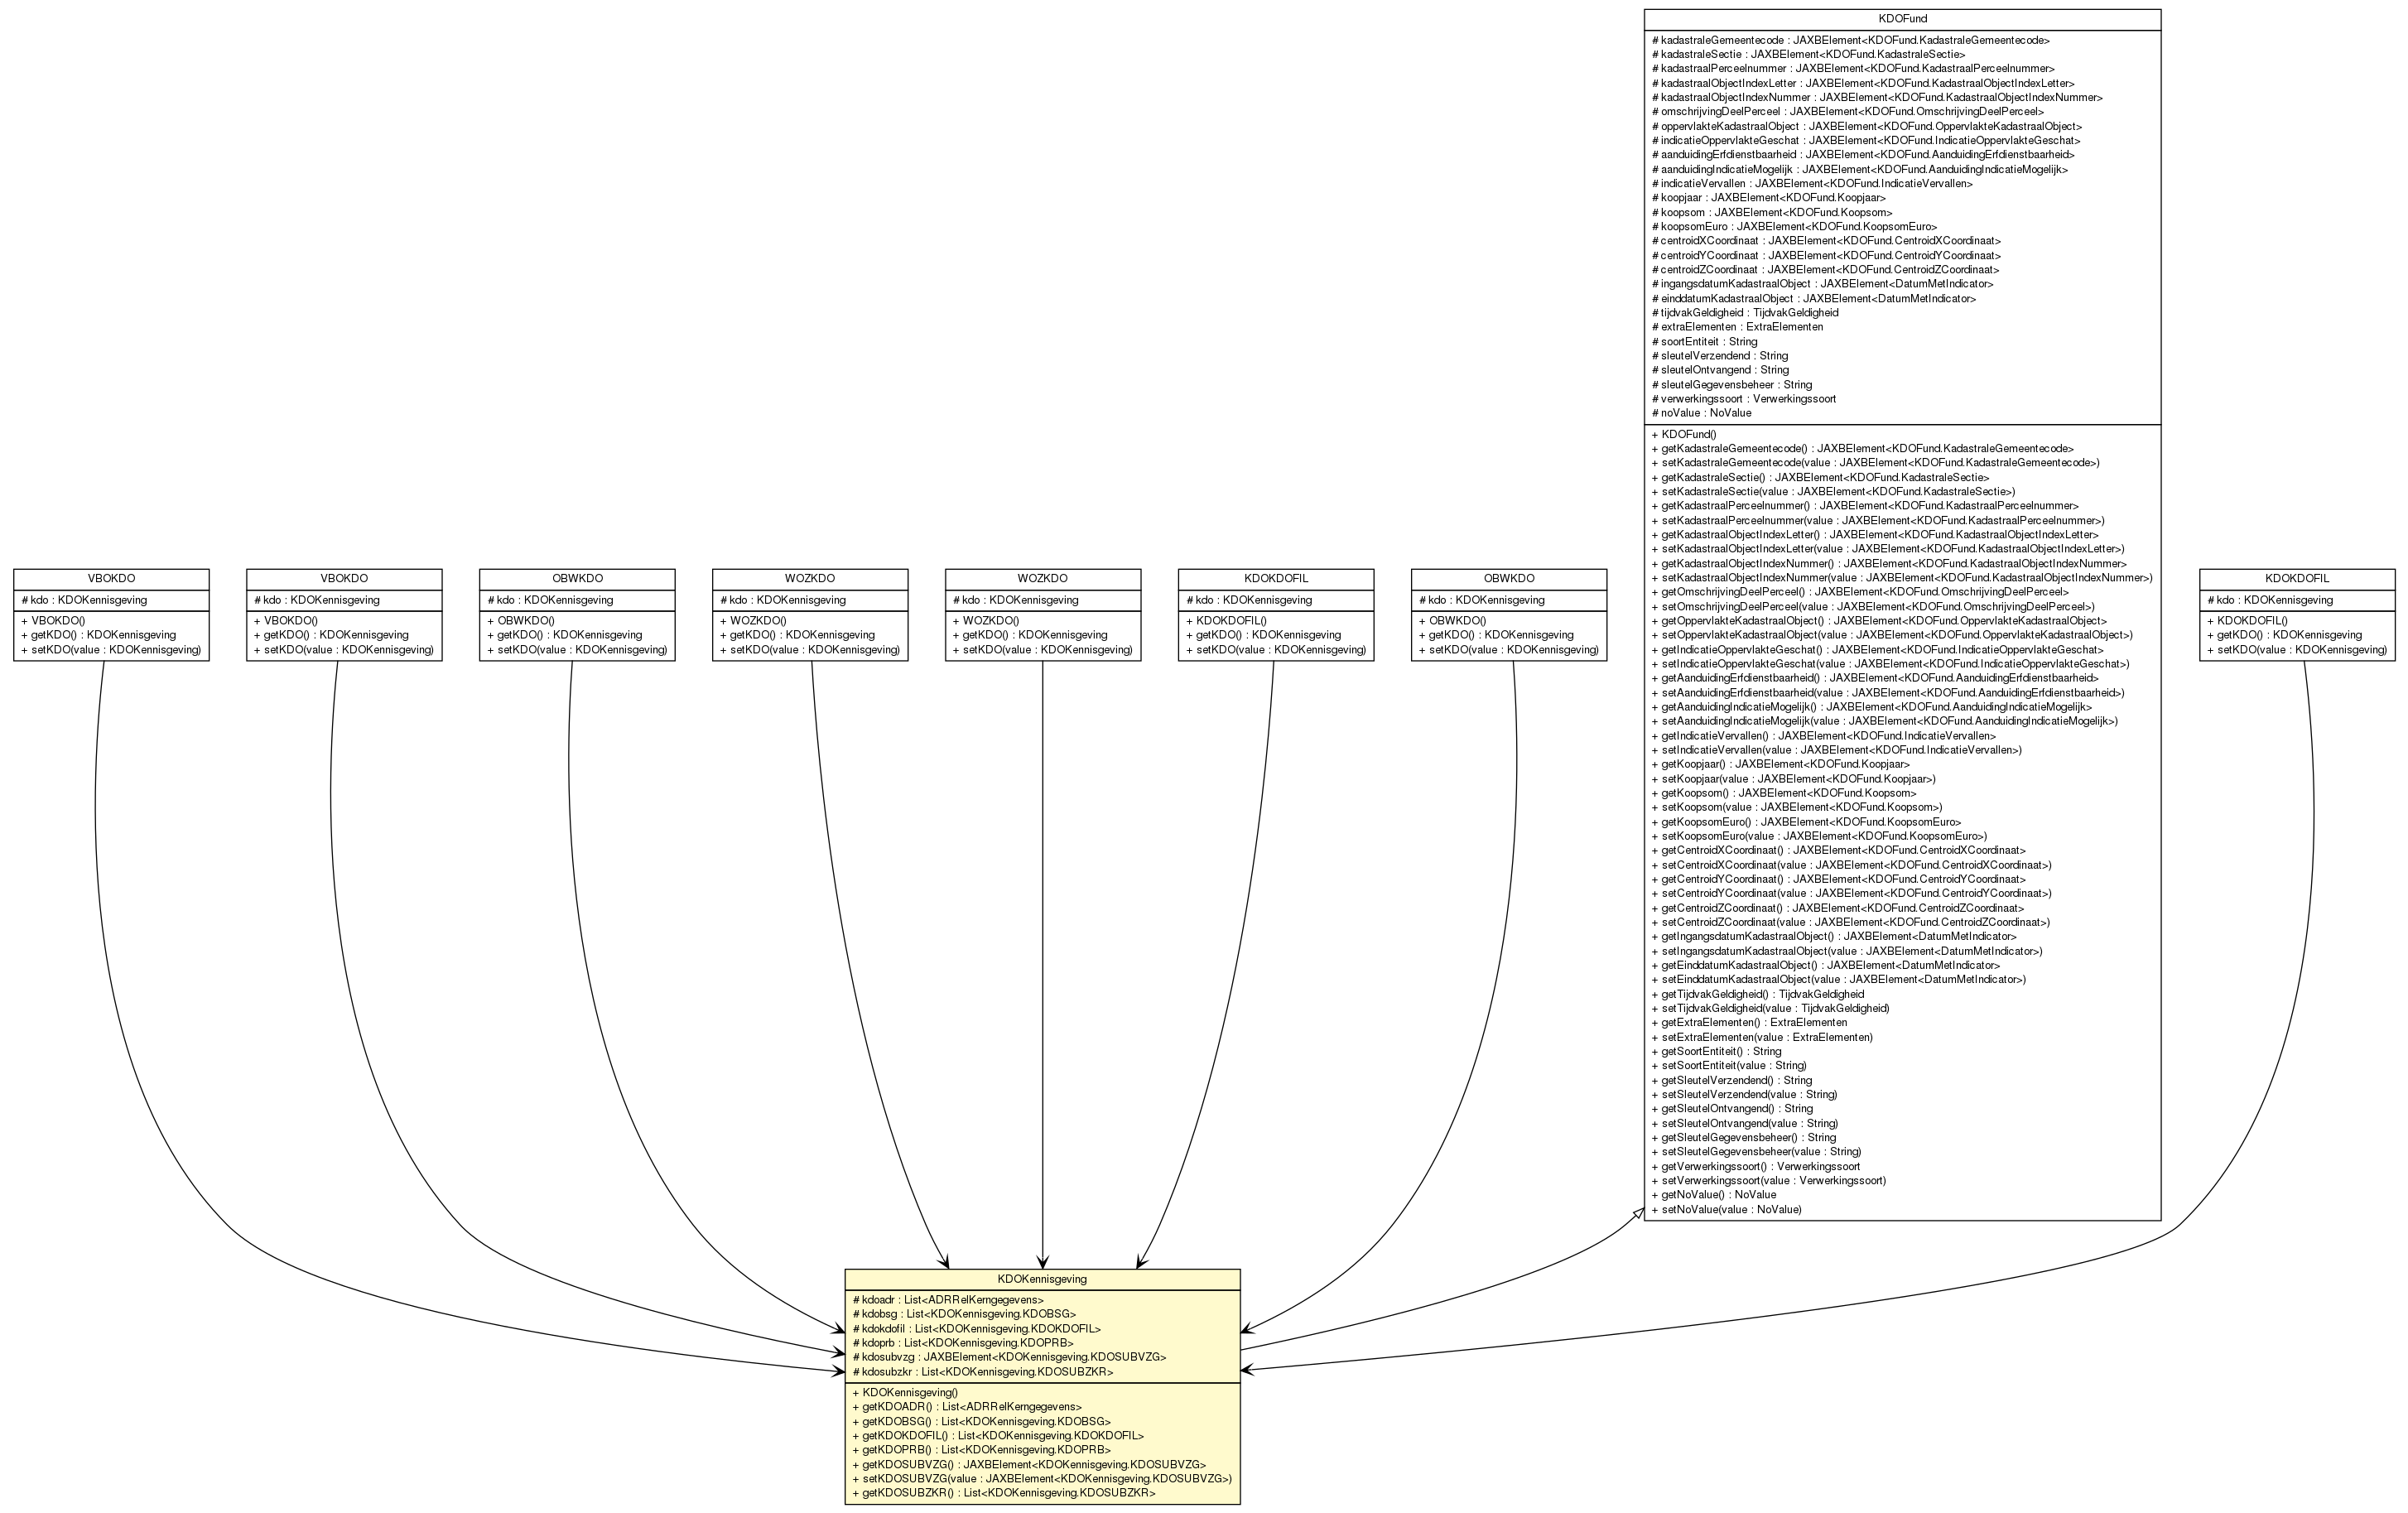 KDOFund
# kadastraleGemeentecode : JAXBElement<KDOFund.KadastraleGemeentecode>
# kadastraleSectie : JAXBElement<KDOFund.KadastraleSectie>
# kadastraalPerceelnummer : JAXBElement<KDOFund.KadastraalPerceelnummer>
# kadastraalObjectIndexLetter : JAXBElement<KDOFund.KadastraalObjectIndexLetter>
# kadastraalObjectIndexNummer : JAXBElement<KDOFund.KadastraalObjectIndexNummer>
# omschrijvingDeelPerceel : JAXBElement<KDOFund.OmschrijvingDeelPerceel>
# oppervlakteKadastraalObject : JAXBElement<KDOFund.OppervlakteKadastraalObject>
# indicatieOppervlakteGeschat : JAXBElement<KDOFund.IndicatieOppervlakteGeschat>
# aanduidingErfdienstbaarheid : JAXBElement<KDOFund.AanduidingErfdienstbaarheid>
# aanduidingIndicatieMogelijk : JAXBElement<KDOFund.AanduidingIndicatieMogelijk>
# indicatieVervallen : JAXBElement<KDOFund.IndicatieVervallen>
# koopjaar : JAXBElement<KDOFund.Koopjaar>
# koopsom : JAXBElement<KDOFund.Koopsom>
# koopsomEuro : JAXBElement<KDOFund.KoopsomEuro>
# centroidXCoordinaat : JAXBElement<KDOFund.CentroidXCoordinaat>
# centroidYCoordinaat : JAXBElement<KDOFund.CentroidYCoordinaat>
# centroidZCoordinaat : JAXBElement<KDOFund.CentroidZCoordinaat>
# ingangsdatumKadastraalObject : JAXBElement<DatumMetIndicator>
# einddatumKadastraalObject : JAXBElement<DatumMetIndicator>
# tijdvakGeldigheid : TijdvakGeldigheid
# extraElementen : ExtraElementen
# soortEntiteit : String
# sleutelVerzendend : String
# sleutelOntvangend : String
# sleutelGegevensbeheer : String
# verwerkingssoort : Verwerkingssoort
# noValue : NoValue
+ KDOFund()
+ getKadastraleGemeentecode() : JAXBElement<KDOFund.KadastraleGemeentecode>
+ setKadastraleGemeentecode(value : JAXBElement<KDOFund.KadastraleGemeentecode>)
+ getKadastraleSectie() : JAXBElement<KDOFund.KadastraleSectie>
+ setKadastraleSectie(value : JAXBElement<KDOFund.KadastraleSectie>)
+ getKadastraalPerceelnummer() : JAXBElement<KDOFund.KadastraalPerceelnummer>
+ setKadastraalPerceelnummer(value : JAXBElement<KDOFund.KadastraalPerceelnummer>)
+ getKadastraalObjectIndexLetter() : JAXBElement<KDOFund.KadastraalObjectIndexLetter>
+ setKadastraalObjectIndexLetter(value : JAXBElement<KDOFund.KadastraalObjectIndexLetter>)
+ getKadastraalObjectIndexNummer() : JAXBElement<KDOFund.KadastraalObjectIndexNummer>
+ setKadastraalObjectIndexNummer(value : JAXBElement<KDOFund.KadastraalObjectIndexNummer>)
+ getOmschrijvingDeelPerceel() : JAXBElement<KDOFund.OmschrijvingDeelPerceel>
+ setOmschrijvingDeelPerceel(value : JAXBElement<KDOFund.OmschrijvingDeelPerceel>)
+ getOppervlakteKadastraalObject() : JAXBElement<KDOFund.OppervlakteKadastraalObject>
+ setOppervlakteKadastraalObject(value : JAXBElement<KDOFund.OppervlakteKadastraalObject>)
+ getIndicatieOppervlakteGeschat() : JAXBElement<KDOFund.IndicatieOppervlakteGeschat>
+ setIndicatieOppervlakteGeschat(value : JAXBElement<KDOFund.IndicatieOppervlakteGeschat>)
+ getAanduidingErfdienstbaarheid() : JAXBElement<KDOFund.AanduidingErfdienstbaarheid>
+ setAanduidingErfdienstbaarheid(value : JAXBElement<KDOFund.AanduidingErfdienstbaarheid>)
+ getAanduidingIndicatieMogelijk() : JAXBElement<KDOFund.AanduidingIndicatieMogelijk>
+ setAanduidingIndicatieMogelijk(value : JAXBElement<KDOFund.AanduidingIndicatieMogelijk>)
+ getIndicatieVervallen() : JAXBElement<KDOFund.IndicatieVervallen>
+ setIndicatieVervallen(value : JAXBElement<KDOFund.IndicatieVervallen>)
+ getKoopjaar() : JAXBElement<KDOFund.Koopjaar>
+ setKoopjaar(value : JAXBElement<KDOFund.Koopjaar>)
+ getKoopsom() : JAXBElement<KDOFund.Koopsom>
+ setKoopsom(value : JAXBElement<KDOFund.Koopsom>)
+ getKoopsomEuro() : JAXBElement<KDOFund.KoopsomEuro>
+ setKoopsomEuro(value : JAXBElement<KDOFund.KoopsomEuro>)
+ getCentroidXCoordinaat() : JAXBElement<KDOFund.CentroidXCoordinaat>
+ setCentroidXCoordinaat(value : JAXBElement<KDOFund.CentroidXCoordinaat>)
+ getCentroidYCoordinaat() : JAXBElement<KDOFund.CentroidYCoordinaat>
+ setCentroidYCoordinaat(value : JAXBElement<KDOFund.CentroidYCoordinaat>)
+ getCentroidZCoordinaat() : JAXBElement<KDOFund.CentroidZCoordinaat>
+ setCentroidZCoordinaat(value : JAXBElement<KDOFund.CentroidZCoordinaat>)
+ getIngangsdatumKadastraalObject() : JAXBElement<DatumMetIndicator>
+ setIngangsdatumKadastraalObject(value : JAXBElement<DatumMetIndicator>)
+ getEinddatumKadastraalObject() : JAXBElement<DatumMetIndicator>
+ setEinddatumKadastraalObject(value : JAXBElement<DatumMetIndicator>)
+ getTijdvakGeldigheid() : TijdvakGeldigheid
+ setTijdvakGeldigheid(value : TijdvakGeldigheid)
+ getExtraElementen() : ExtraElementen
+ setExtraElementen(value : ExtraElementen)
+ getSoortEntiteit() : String
+ setSoortEntiteit(value : String)
+ getSleutelVerzendend() : String
+ setSleutelVerzendend(value : String)
+ getSleutelOntvangend() : String
+ setSleutelOntvangend(value : String)
+ getSleutelGegevensbeheer() : String
+ setSleutelGegevensbeheer(value : String)
+ getVerwerkingssoort() : Verwerkingssoort
+ setVerwerkingssoort(value : Verwerkingssoort)
+ getNoValue() : NoValue
+ setNoValue(value : NoValue)
VBOKDO
# kdo : KDOKennisgeving
+ VBOKDO()
+ getKDO() : KDOKennisgeving
+ setKDO(value : KDOKennisgeving)
VBOKDO
# kdo : KDOKennisgeving
+ VBOKDO()
+ getKDO() : KDOKennisgeving
+ setKDO(value : KDOKennisgeving)
OBWKDO
# kdo : KDOKennisgeving
+ OBWKDO()
+ getKDO() : KDOKennisgeving
+ setKDO(value : KDOKennisgeving)
WOZKDO
# kdo : KDOKennisgeving
+ WOZKDO()
+ getKDO() : KDOKennisgeving
+ setKDO(value : KDOKennisgeving)
WOZKDO
# kdo : KDOKennisgeving
+ WOZKDO()
+ getKDO() : KDOKennisgeving
+ setKDO(value : KDOKennisgeving)
KDOKDOFIL
# kdo : KDOKennisgeving
+ KDOKDOFIL()
+ getKDO() : KDOKennisgeving
+ setKDO(value : KDOKennisgeving)
OBWKDO
# kdo : KDOKennisgeving
+ OBWKDO()
+ getKDO() : KDOKennisgeving
+ setKDO(value : KDOKennisgeving)
KDOKDOFIL
# kdo : KDOKennisgeving
+ KDOKDOFIL()
+ getKDO() : KDOKennisgeving
+ setKDO(value : KDOKennisgeving)
KDOKennisgeving
# kdoadr : List<ADRRelKerngegevens>
# kdobsg : List<KDOKennisgeving.KDOBSG>
# kdokdofil : List<KDOKennisgeving.KDOKDOFIL>
# kdoprb : List<KDOKennisgeving.KDOPRB>
# kdosubvzg : JAXBElement<KDOKennisgeving.KDOSUBVZG>
# kdosubzkr : List<KDOKennisgeving.KDOSUBZKR>
+ KDOKennisgeving()
+ getKDOADR() : List<ADRRelKerngegevens>
+ getKDOBSG() : List<KDOKennisgeving.KDOBSG>
+ getKDOKDOFIL() : List<KDOKennisgeving.KDOKDOFIL>
+ getKDOPRB() : List<KDOKennisgeving.KDOPRB>
+ getKDOSUBVZG() : JAXBElement<KDOKennisgeving.KDOSUBVZG>
+ setKDOSUBVZG(value : JAXBElement<KDOKennisgeving.KDOSUBVZG>)
+ getKDOSUBZKR() : List<KDOKennisgeving.KDOSUBZKR>